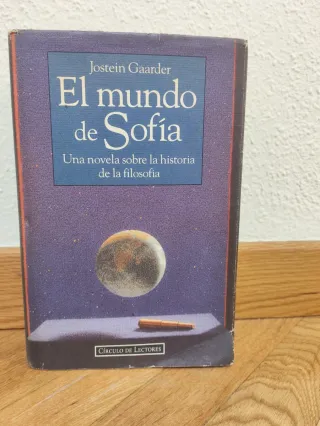 Jostein Gaarder
El mundo
de Sofía
Una novela sobre la historia
de la filosofía
CÍRCULO DE LECTORES